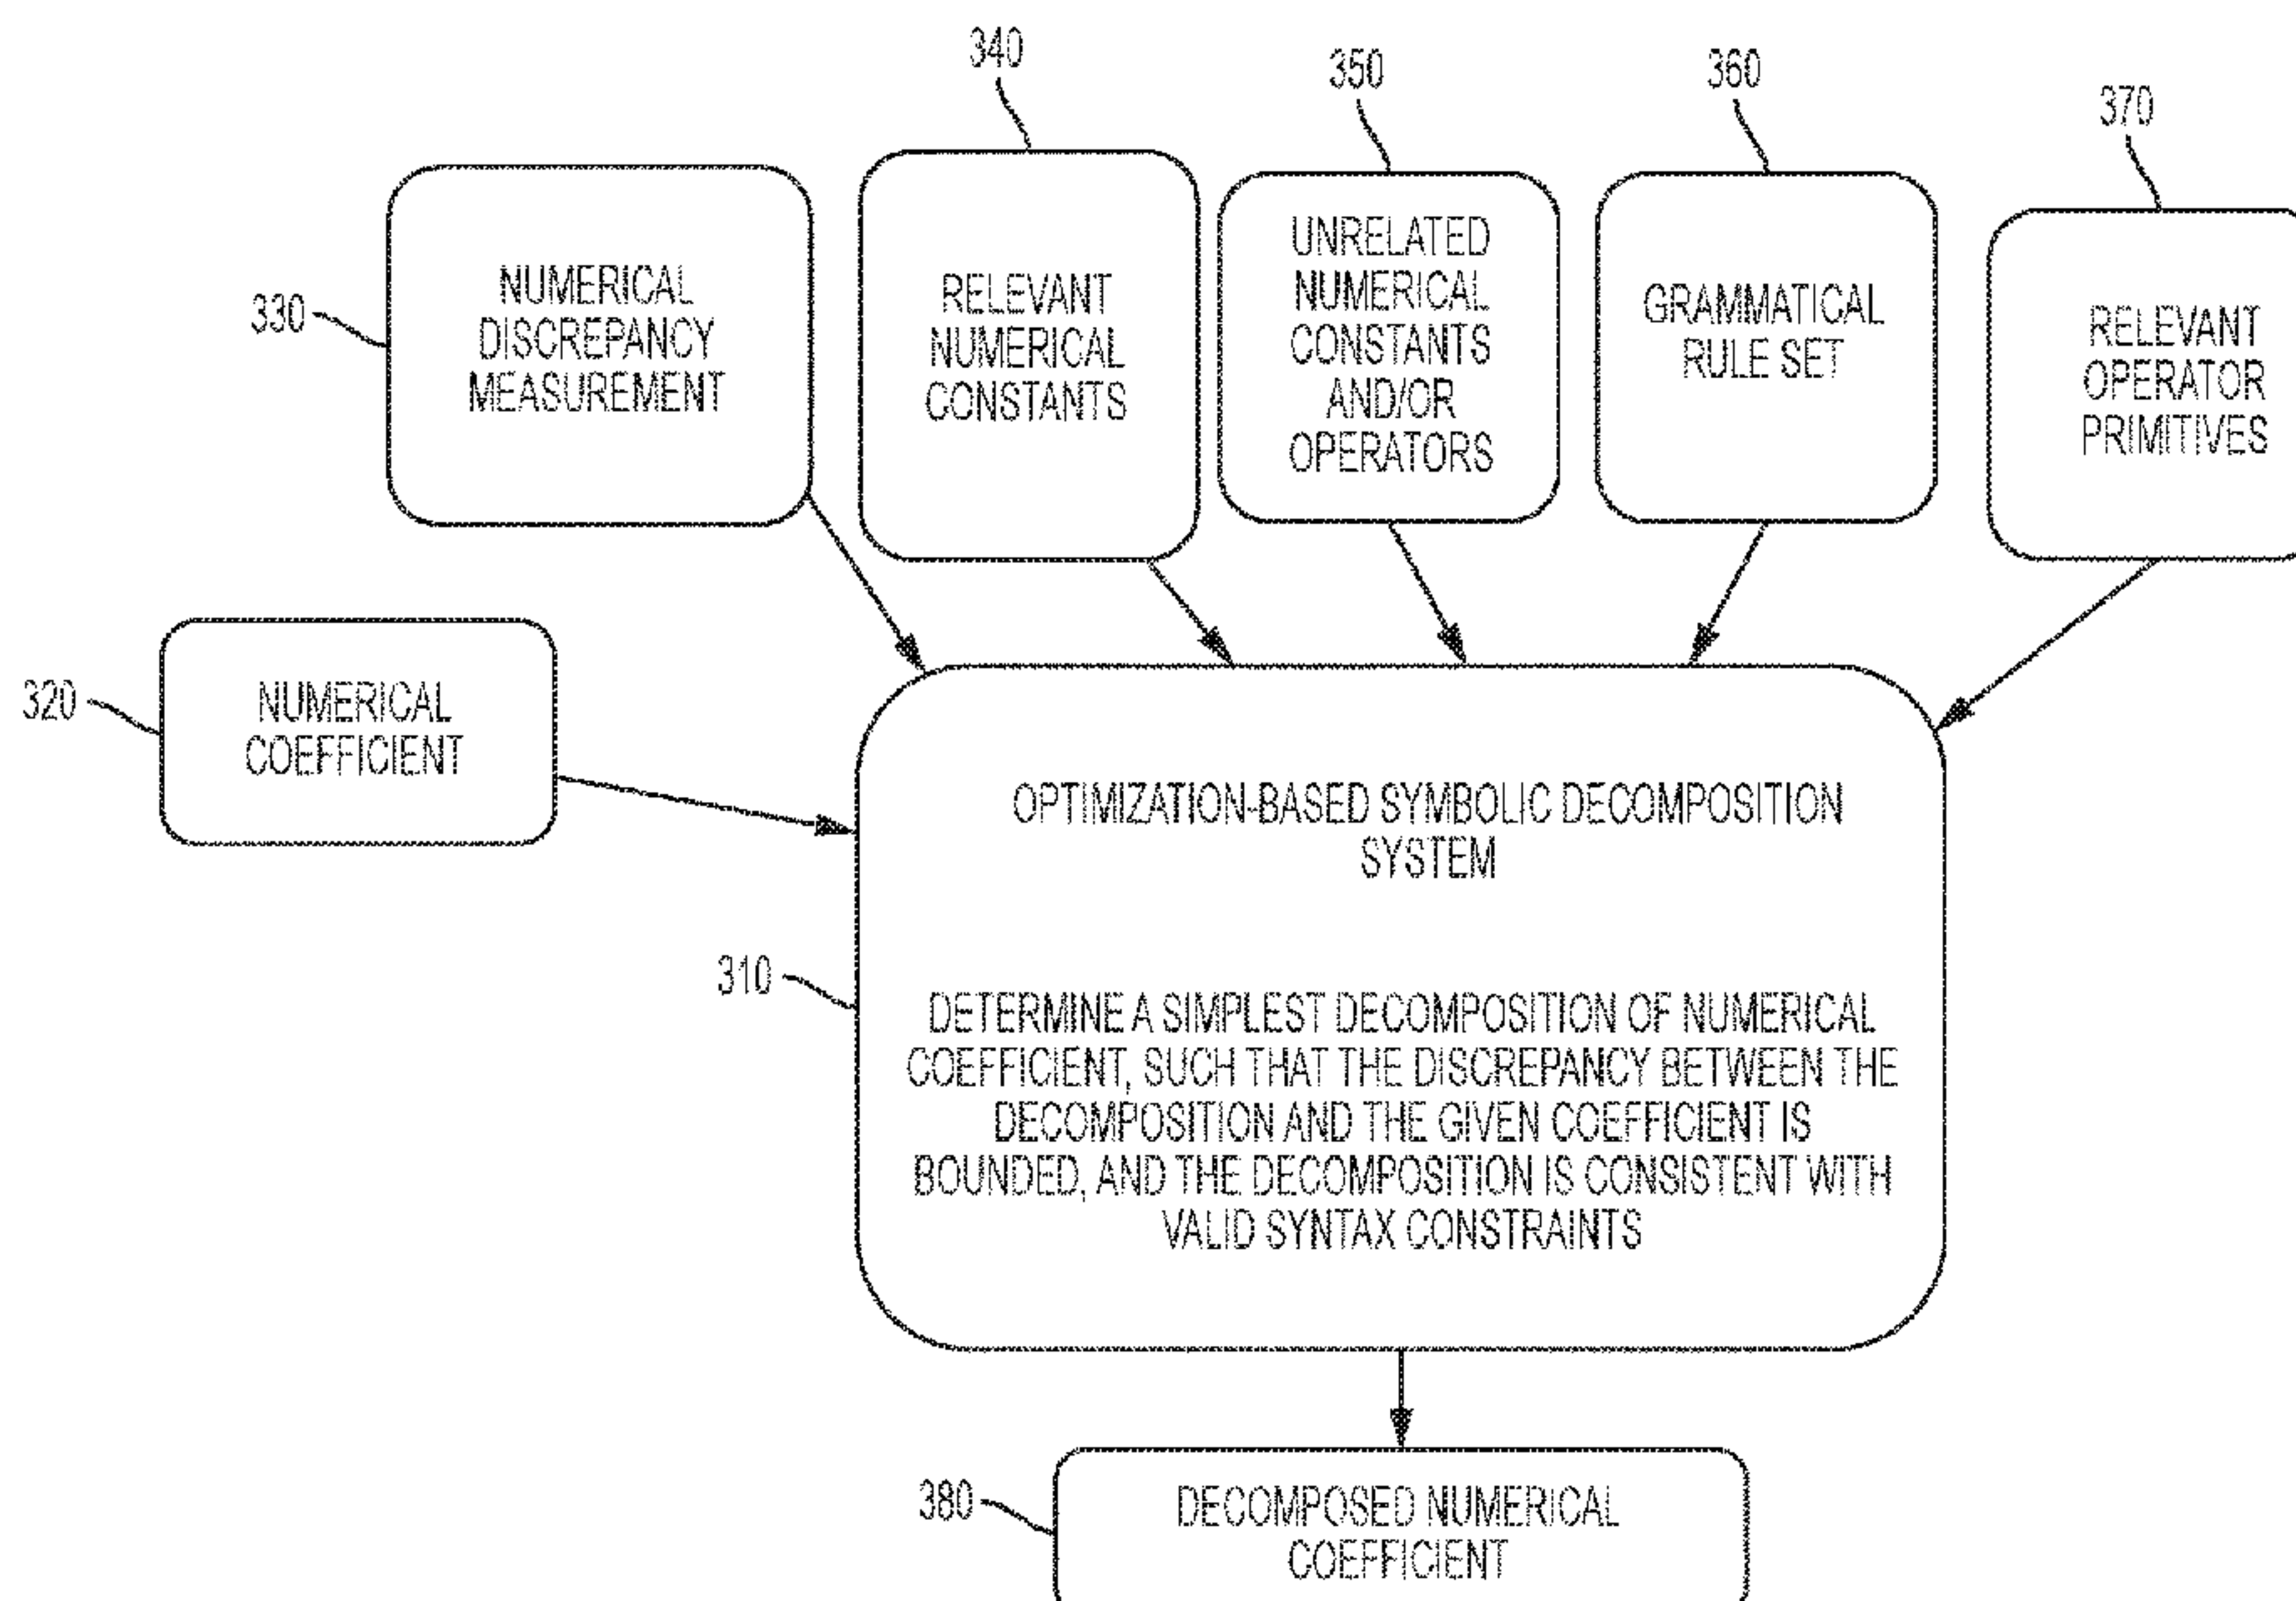 340
350
360
370
330
NUMERICAL
DISCREPANCY
MEASUREMENT
RELEVANT
NUMERICAL
CONSTANTS
UNRELATED
NUMERICAL
CONSTANTS
AND/OR
OPERATORS
GRAMMATICAL
RULE SET
RELEVANT
OPERATOR
PRIMITIVES
320
NUMERICAL
COEFFICIENT
310
OPTIMIZATION-BASED SYMBOLIC DECOMPOSITION
SYSTEM
DETERMINE A SIMPLEST DECOMPOSITION OF NUMERICAL
COEFFICIENT, SUCH THAT THE DISCREPANCY BETWEEN THE
DECOMPOSITION AND THE GIVEN COEFFICIENT IS
BOUNDED, AND THE DECOMPOSITION IS CONSISTENT WITH
VALID SYNTAX CONSTRAINTS
380
DECOMPOSED NUMERICAL
COEFFICIENT